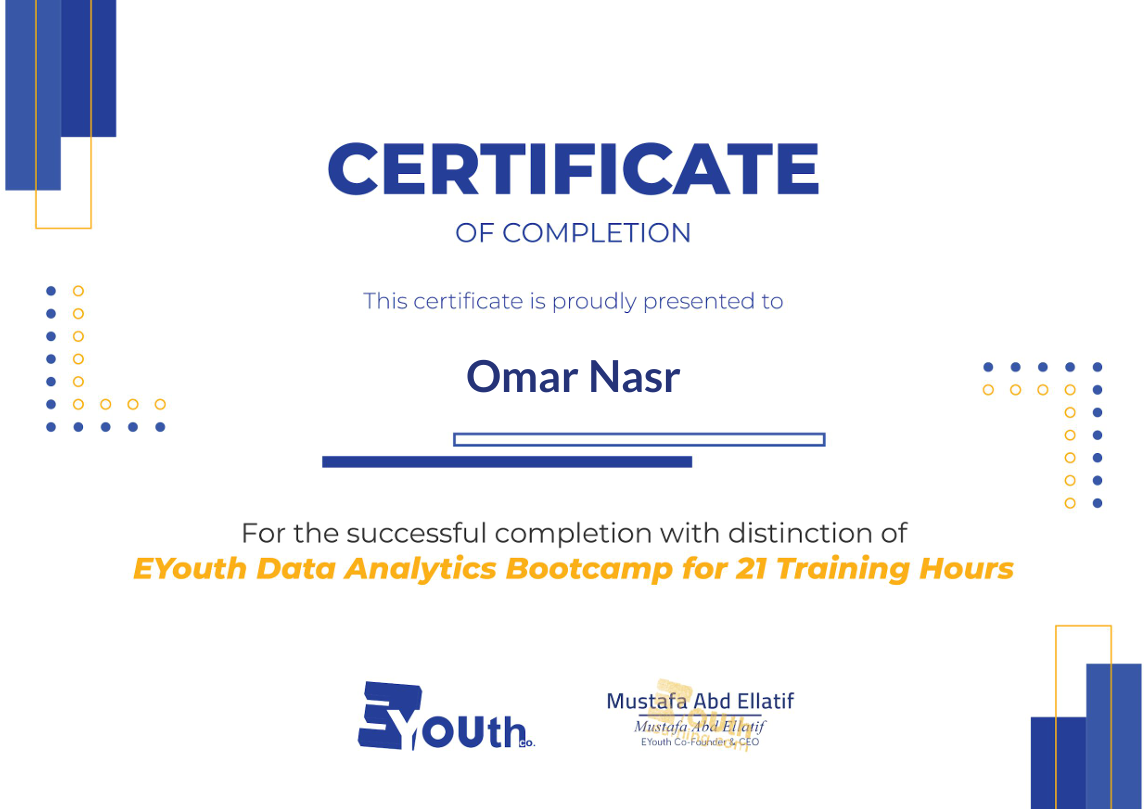 CERTIFICATE
OF COMPLETION
This certificate is proudly presented to
Omar Nasr
For the successful completion with distinction of
EYouth Data Analytics Bootcamp for 21 Training Hours
EYouth co.
Mustafa Abd Ellatif
Mustafa Abd Ellatif
EYouth Co-Founder & CEO
EYouth